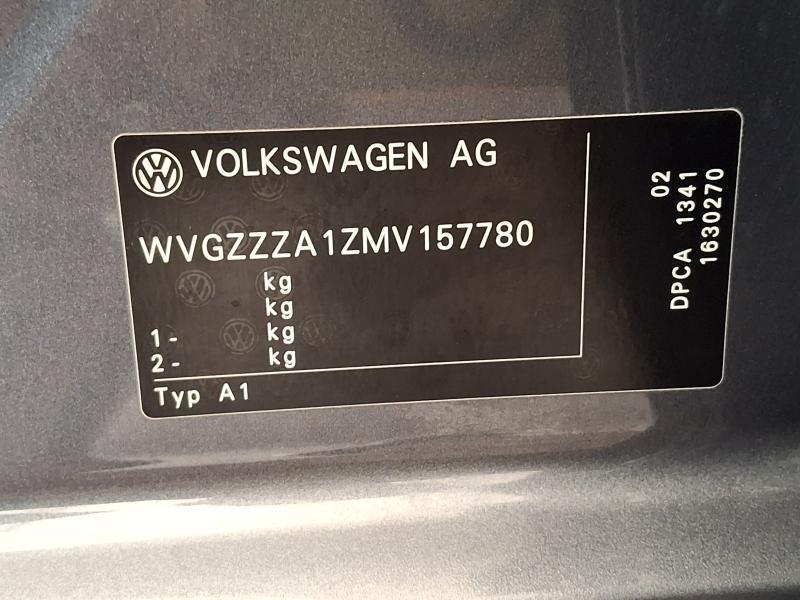 VOLKSWAGEN AG
WVGZZZA1ZMV157780
kg
kg
1- kg
2- kg
Typ A1
02
DPCA 1341
1630270